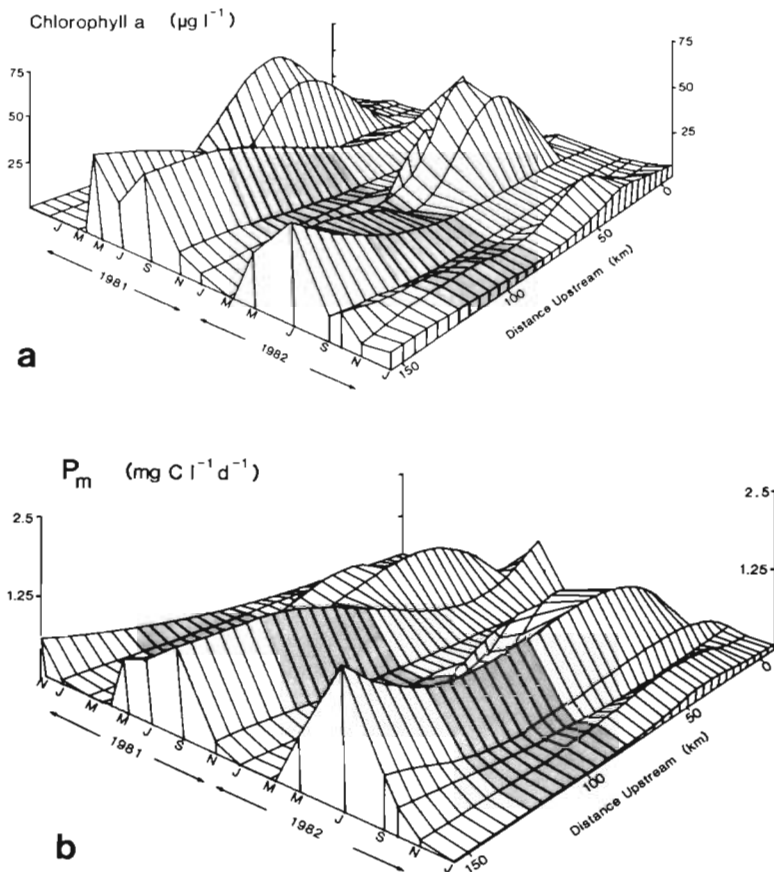 Chlorophyll a (µg l⁻¹)
75
50
25
75
50
25
J M M J S N J M M J S N J
1981
1982
150
100
50
0
Distance Upstream (km)
a
Pm (mg C l⁻¹ d⁻¹)
2.5
1.25
2.5
1.25
N J M M J S N J M M J S N J
1981
1982
150
100
50
0
Distance Upstream (km)
b